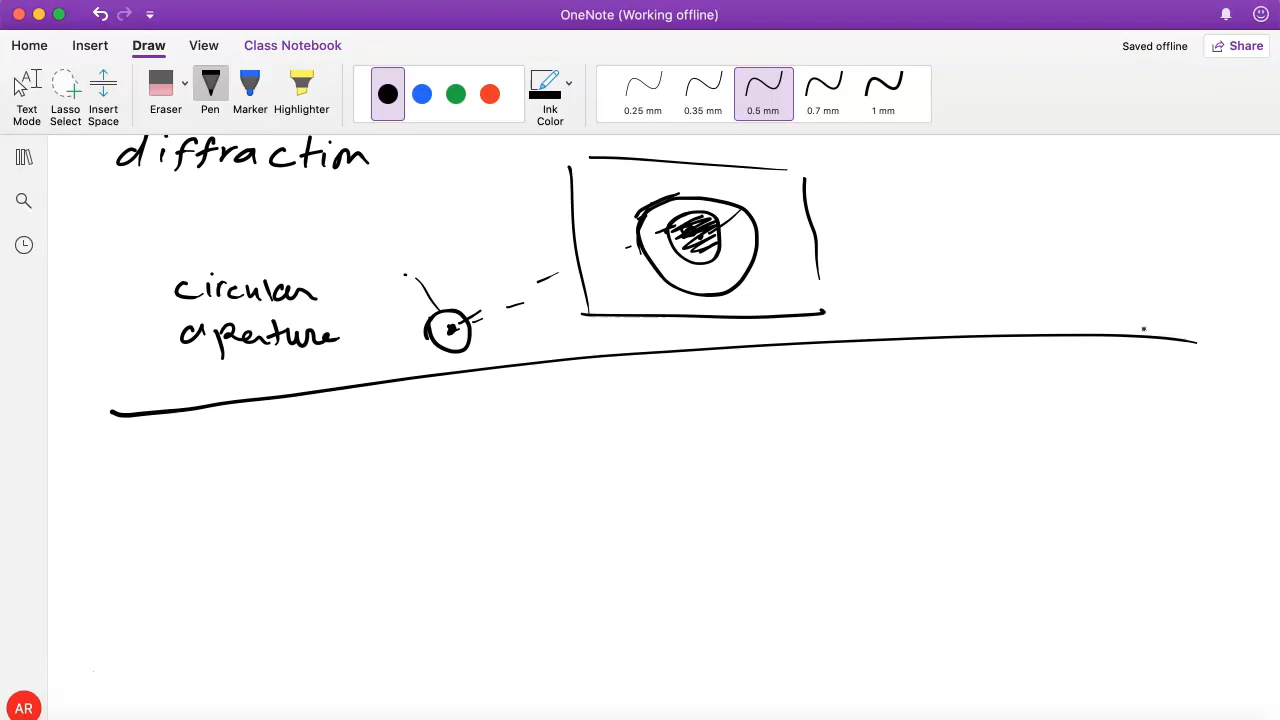 OneNote (Working offline)
Home Insert Draw View Class Notebook Saved offline Share
Text Mode
Lasso Select
Insert Space
Eraser
Pen
Marker
Highlighter
Ink Color
0.25 mm
0.35 mm
0.5 mm
0.7 mm
1 mm
diffraction
circular
aperture
AR